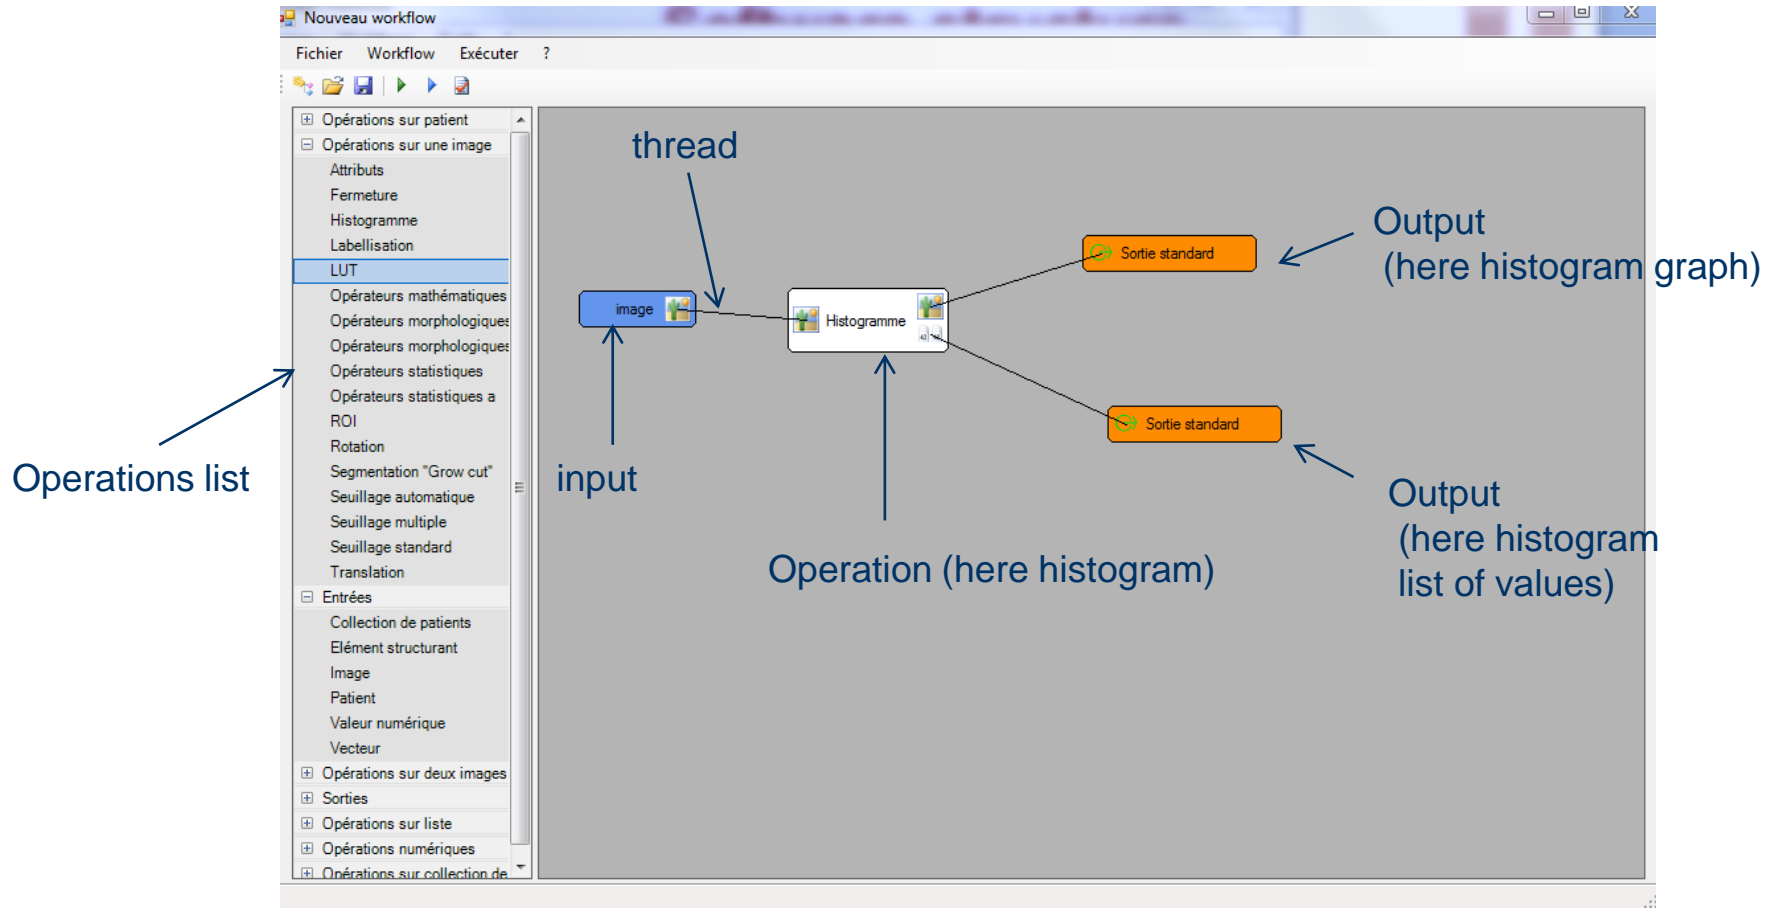 Nouveau workflow
Fichier Workflow Exécuter ?
Opérations sur patient
Opérations sur une image
Attributs
Fermeture
Histogramme
Labellisation
LUT
Opérateurs mathématiques
Opérateurs morphologiques
Opérateurs morphologiques
Opérateurs statistiques
Opérateurs statistiques a
ROI
Rotation
Segmentation "Grow cut"
Seuillage automatique
Seuillage multiple
Seuillage standard
Translation
Entrées
Collection de patients
Elément structurant
Image
Patient
Valeur numérique
Vecteur
Opérations sur deux images
Sorties
Opérations sur liste
Opérations numériques
Opérations sur collection de
Operations list
thread
image
input
Histogramme
Operation (here histogram)
Sortie standard
Output
(here histogram graph)
Sortie standard
Output
(here histogram
list of values)